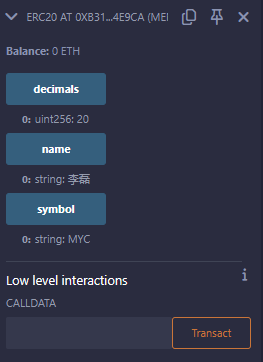 ERC20 AT 0XB31...4E9CA (MEI
Balance: 0 ETH
decimals
0: uint256: 20
name
0: string: 李磊
symbol
0: string: MYC
Low level interactions
CALLDATA
Transact